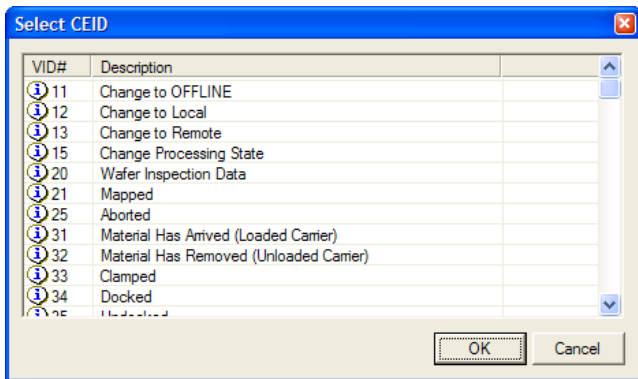 Select CEID
VID# Description
11 Change to OFFLINE
12 Change to Local
13 Change to Remote
15 Change Processing State
20 Wafer Inspection Data
21 Mapped
25 Aborted
31 Material Has Arrived (Loaded Carrier)
32 Material Has Removed (Unloaded Carrier)
33 Clamped
34 Docked
OK Cancel